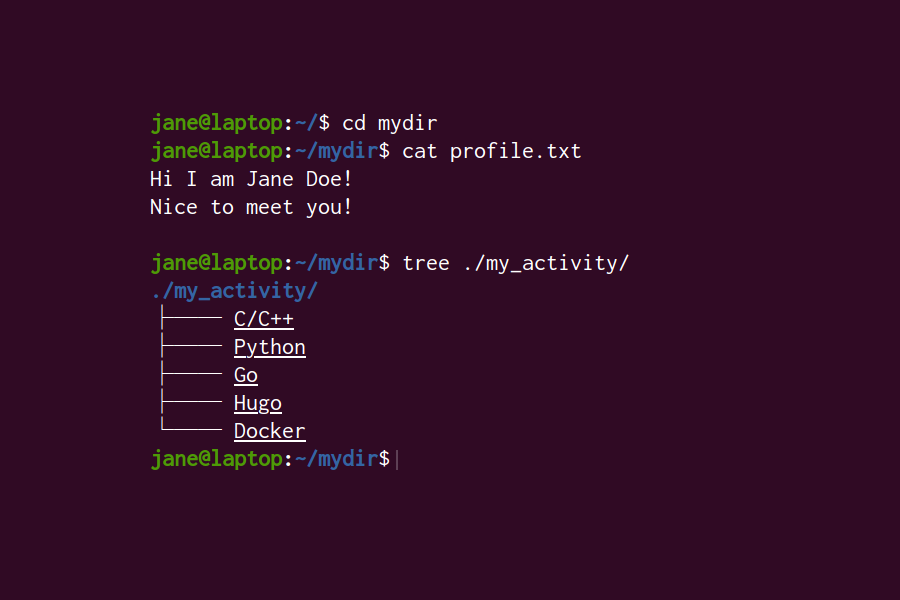 jane@laptop:~/$ cd mydir
jane@laptop:~/mydir$ cat profile.txt
Hi I am Jane Doe!
Nice to meet you!
jane@laptop:~/mydir$ tree ./my_activity/
./my_activity/
├── C/C++
├── Python
├── Go
├── Hugo
└── Docker
jane@laptop:~/mydir$